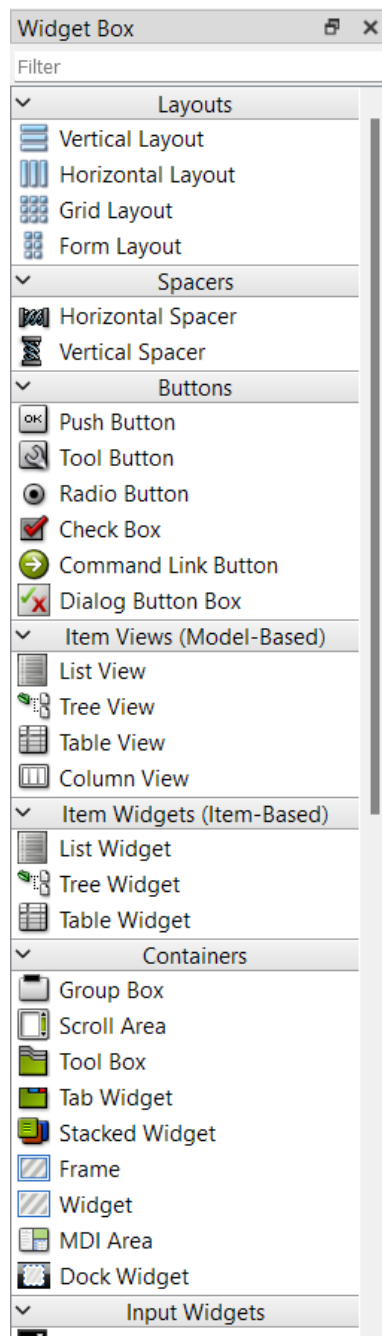 Widget Box
Filter
Layouts
Vertical Layout
Horizontal Layout
Grid Layout
Form Layout
Spacers
Horizontal Spacer
Vertical Spacer
Buttons
OK Push Button
Tool Button
Radio Button
Check Box
Command Link Button
Dialog Button Box
Item Views (Model-Based)
List View
Tree View
Table View
Column View
Item Widgets (Item-Based)
List Widget
Tree Widget
Table Widget
Containers
Group Box
Scroll Area
Tool Box
Tab Widget
Stacked Widget
Frame
Widget
MDI Area
Dock Widget
Input Widgets